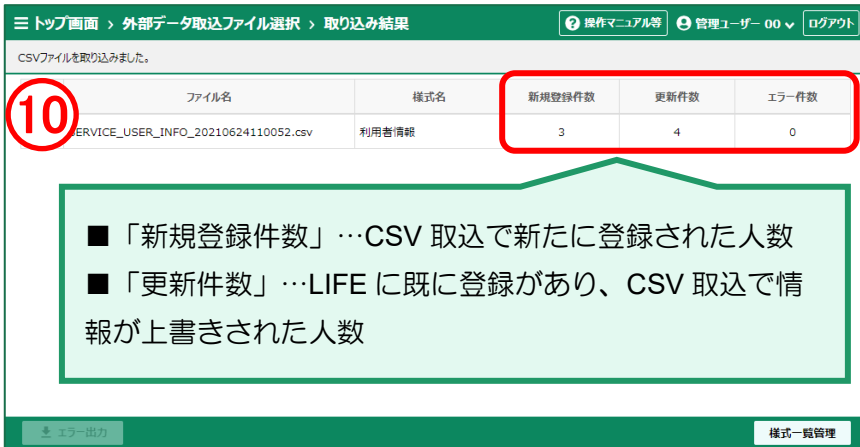 トップ画面 > 外部データ取込ファイル選択 > 取り込み結果 操作マニュアル等 管理ユーザー 00 ログアウト
CSVファイルを取り込みました。
ファイル名 様式名 新規登録件数 更新件数 エラー件数
⑩
SERVICE_USER_INFO_20210624110052.csv 利用者情報 3 4 0
■「新規登録件数」…CSV 取込で新たに登録された人数
■「更新件数」…LIFE に既に登録があり、CSV 取込で情
報が上書きされた人数
エラー出力 様式一覧管理